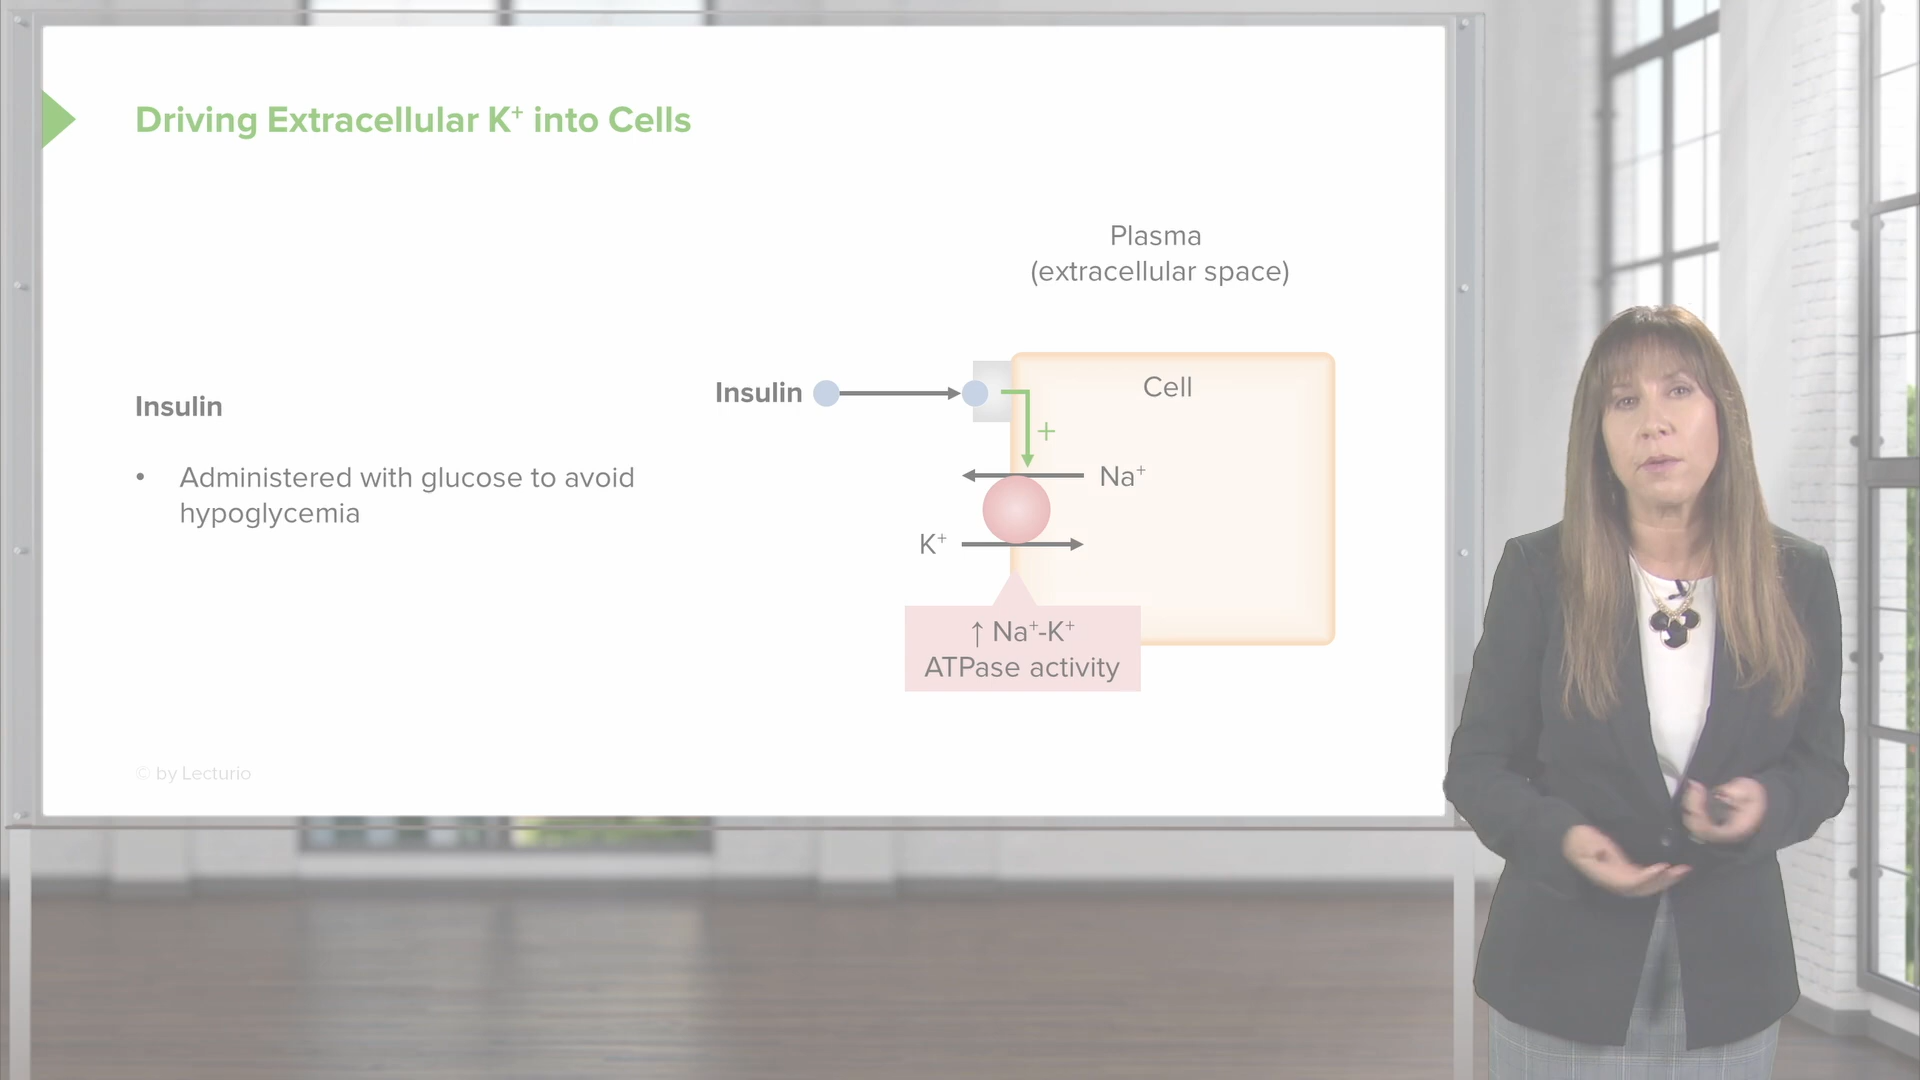 Driving Extracellular K⁺ into Cells
Plasma
(extracellular space)
Insulin
• Administered with glucose to avoid
hypoglycemia
Insulin
Cell
+
Na⁺
K⁺
↑ Na⁺-K⁺
ATPase activity
© by Lecturio